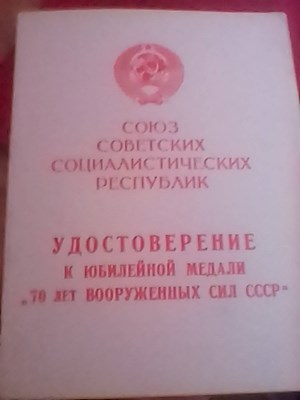 СОЮЗ
СОВЕТСКИХ
СОЦИАЛИСТИЧЕСКИХ
РЕСПУБЛИК
УДОСТОВЕРЕНИЕ
К ЮБИЛЕЙНОЙ МЕДАЛИ
„70 ЛЕТ ВООРУЖЕННЫХ СИЛ СССР“